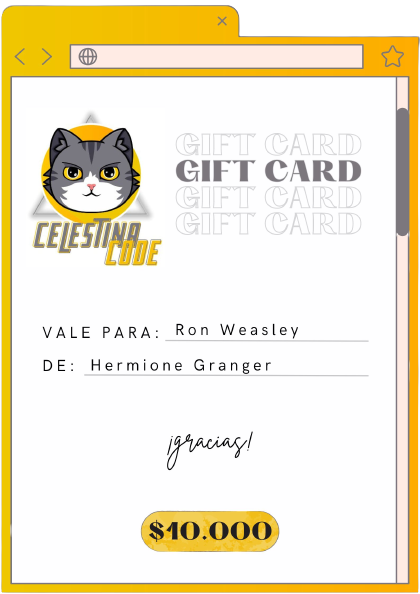 GIFT CARD
GIFT CARD
GIFT CARD
GIFT CARD
CELESTINA
CODE
VALE PARA: Ron Weasley
DE: Hermione Granger
¡gracias!
$10.000